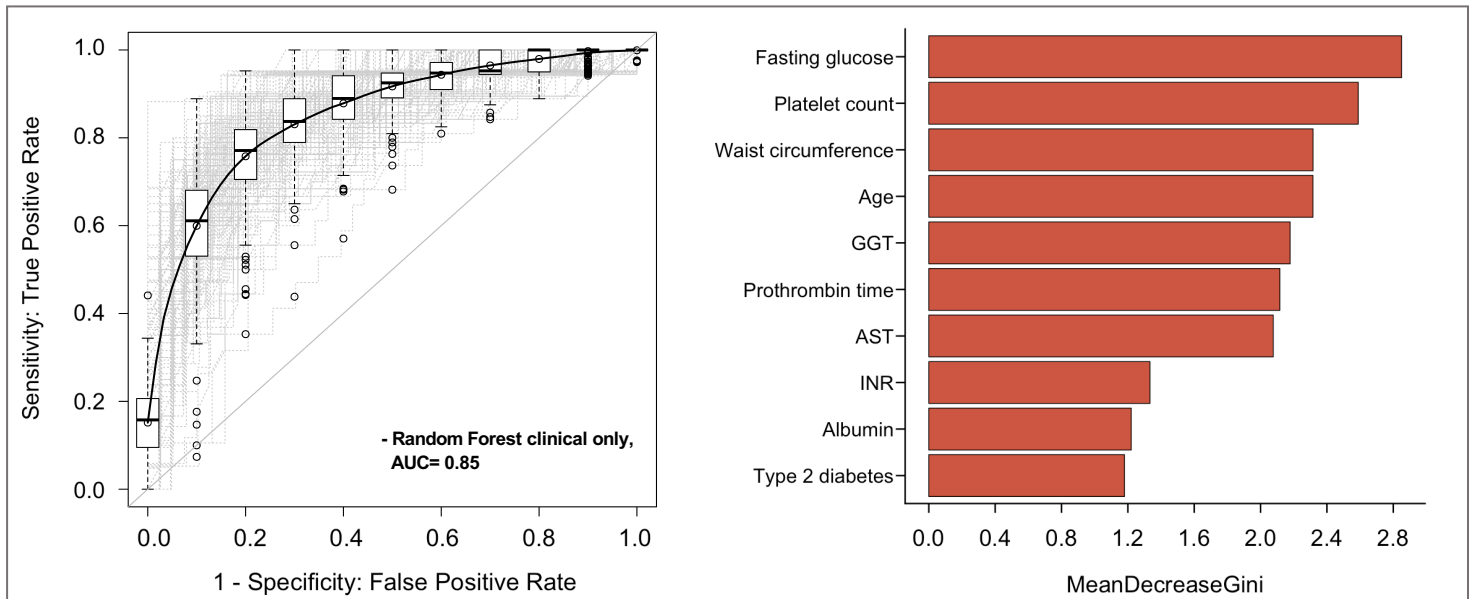 Sensitivity: True Positive Rate
1.0
0.8
0.6
0.4
0.2
0.0
- Random Forest clinical only,
AUC= 0.85
0.0 0.2 0.4 0.6 0.8 1.0
1 - Specificity: False Positive Rate
Fasting glucose
Platelet count
Waist circumference
Age
GGT
Prothrombin time
AST
INR
Albumin
Type 2 diabetes
0.0 0.4 0.8 1.2 1.6 2.0 2.4 2.8
MeanDecreaseGini